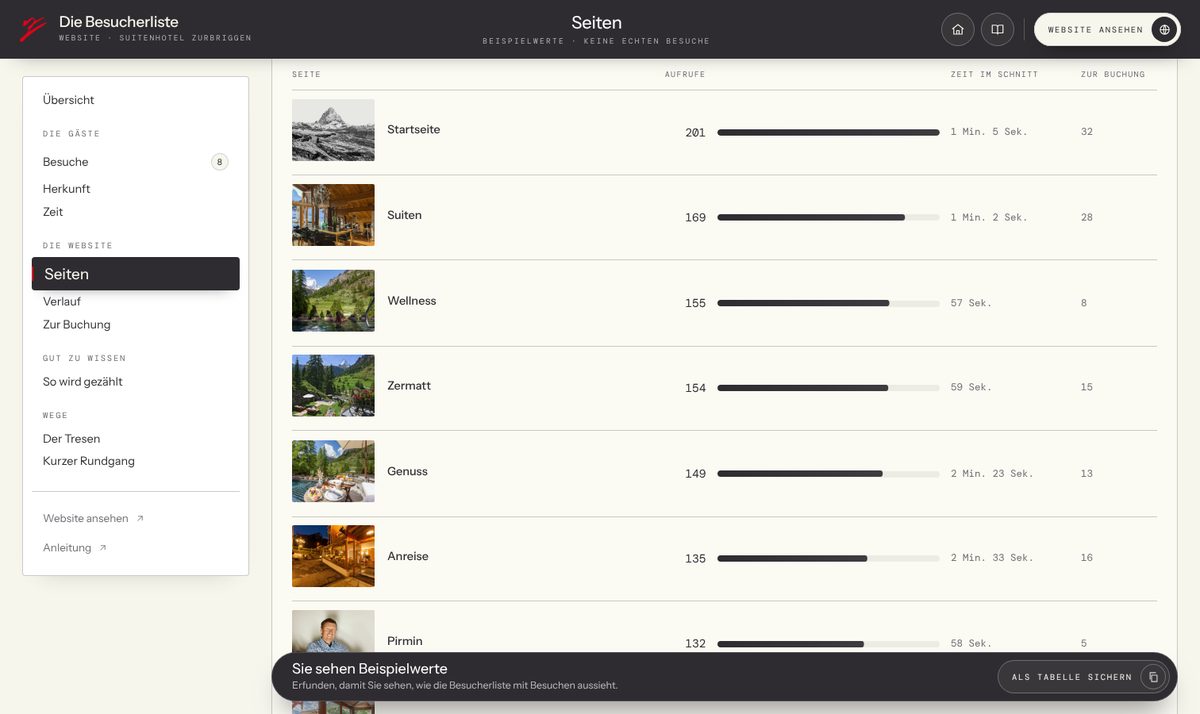 Die Besucherliste
WEBSITE · SUITENHOTEL ZURBRIGGEN
Seiten
BEISPIELWERTE · KEINE ECHTEN BESUCHE
WEBSITE ANSEHEN
Übersicht
DIE GÄSTE
Besuche 8
Herkunft
Zeit
DIE WEBSITE
Seiten
Verlauf
Zur Buchung
GUT ZU WISSEN
So wird gezählt
WEGE
Der Tresen
Kurzer Rundgang
Website ansehen
Anleitung
SEITE AUFRUFE ZEIT IM SCHNITT ZUR BUCHUNG
Startseite 201 1 Min. 5 Sek. 32
Suiten 169 1 Min. 2 Sek. 28
Wellness 155 57 Sek. 8
Zermatt 154 59 Sek. 15
Genuss 149 2 Min. 23 Sek. 13
Anreise 135 2 Min. 33 Sek. 16
Pirmin 132 58 Sek. 5
Sie sehen Beispielwerte
Erfunden, damit Sie sehen, wie die Besucherliste mit Besuchen aussieht.
ALS TABELLE SICHERN